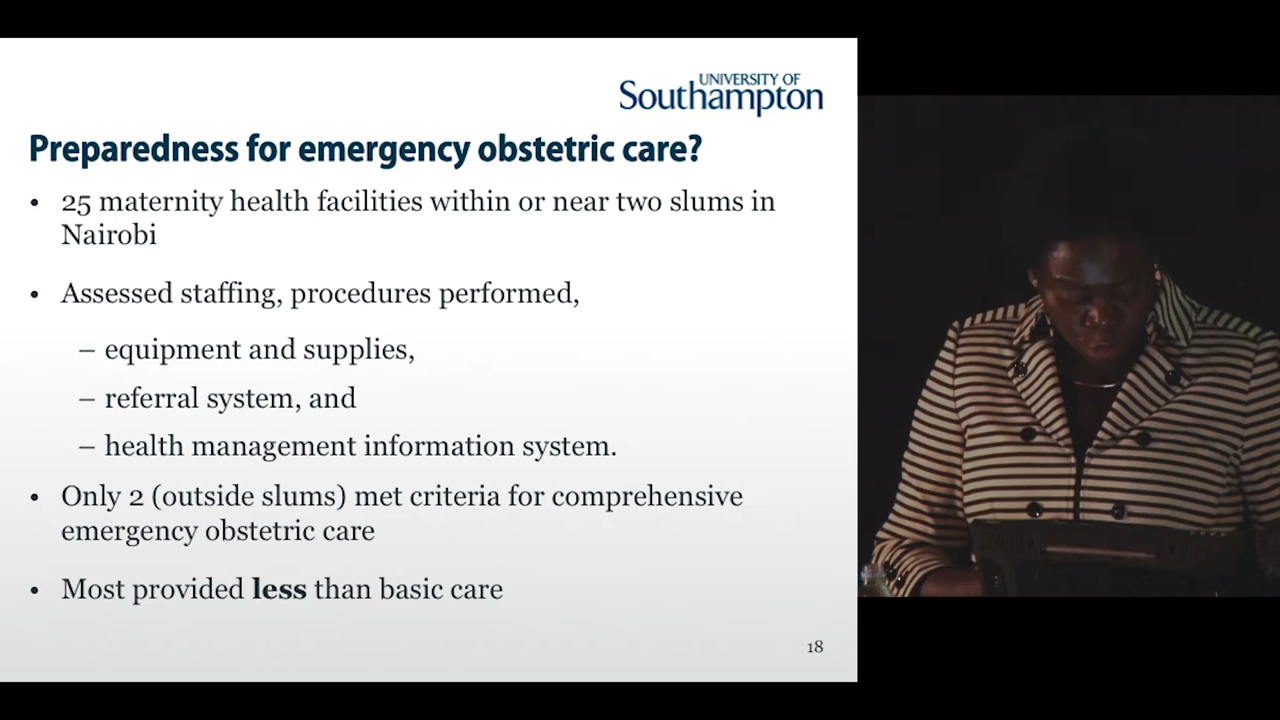 UNIVERSITY OF
Southampton
Preparedness for emergency obstetric care?
• 25 maternity health facilities within or near two slums in
Nairobi
• Assessed staffing, procedures performed,
– equipment and supplies,
– referral system, and
– health management information system.
• Only 2 (outside slums) met criteria for comprehensive
emergency obstetric care
• Most provided less than basic care
18